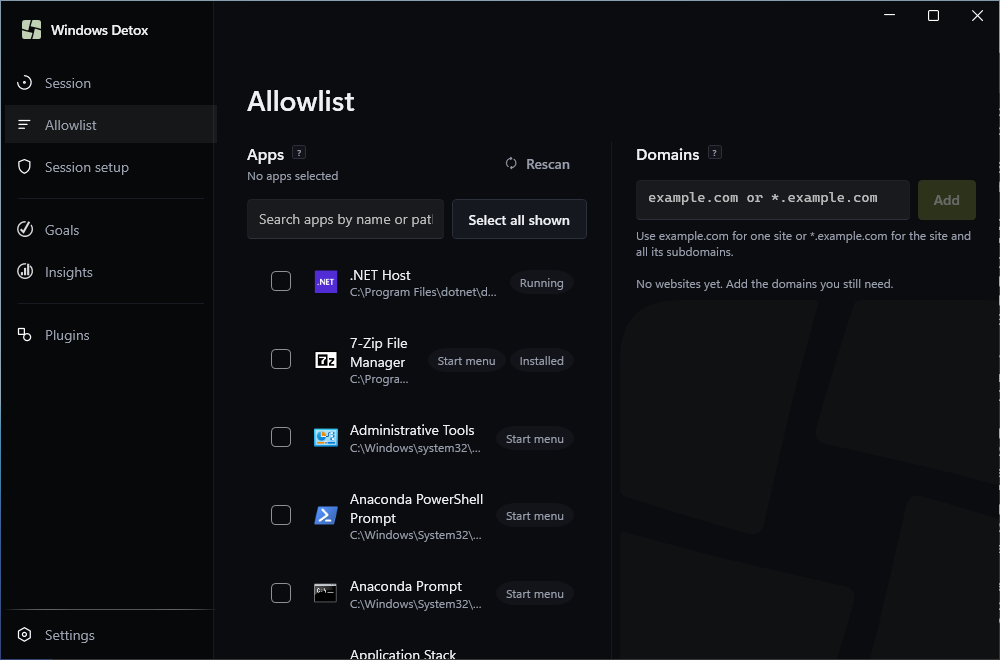 Windows Detox
Session
Allowlist
Session setup
Goals
Insights
Plugins
Settings
Allowlist
Apps ?
No apps selected
Rescan
Search apps by name or pat
Select all shown
.NET
.NET Host
C:\Program Files\dotnet\d...
Running
7z
7-Zip File
Manager
C:\Progra...
Start menu
Installed
Administrative Tools
C:\Windows\system32\...
Start menu
Anaconda PowerShell
Prompt
C:\Windows\System32\...
Start menu
Anaconda Prompt
C:\Windows\System32\...
Start menu
Application Stack
Domains ?
example.com or *.example.com
Add
Use example.com for one site or *.example.com for the site and
all its subdomains.
No websites yet. Add the domains you still need.